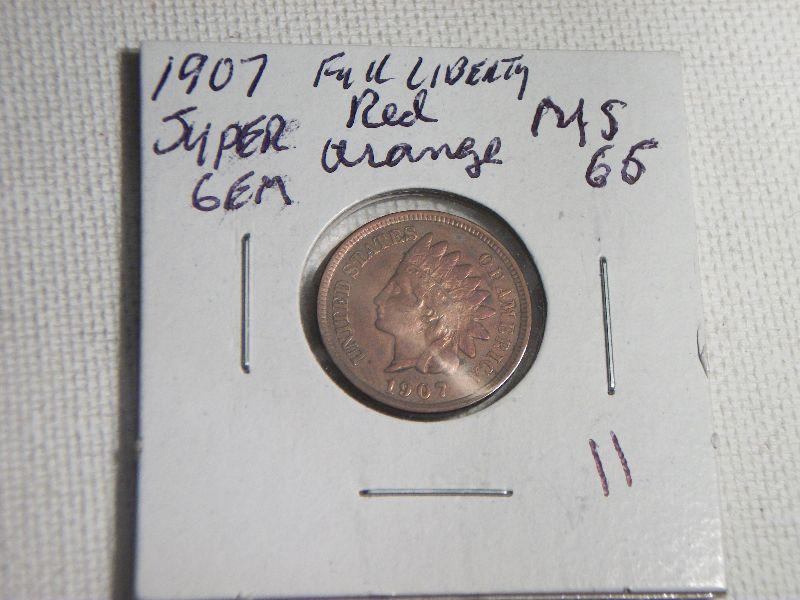 1907 Full LIBERTY
SUPER Red MS
GEM Orange 65
UNITED STATES OF AMERICA
1907
11